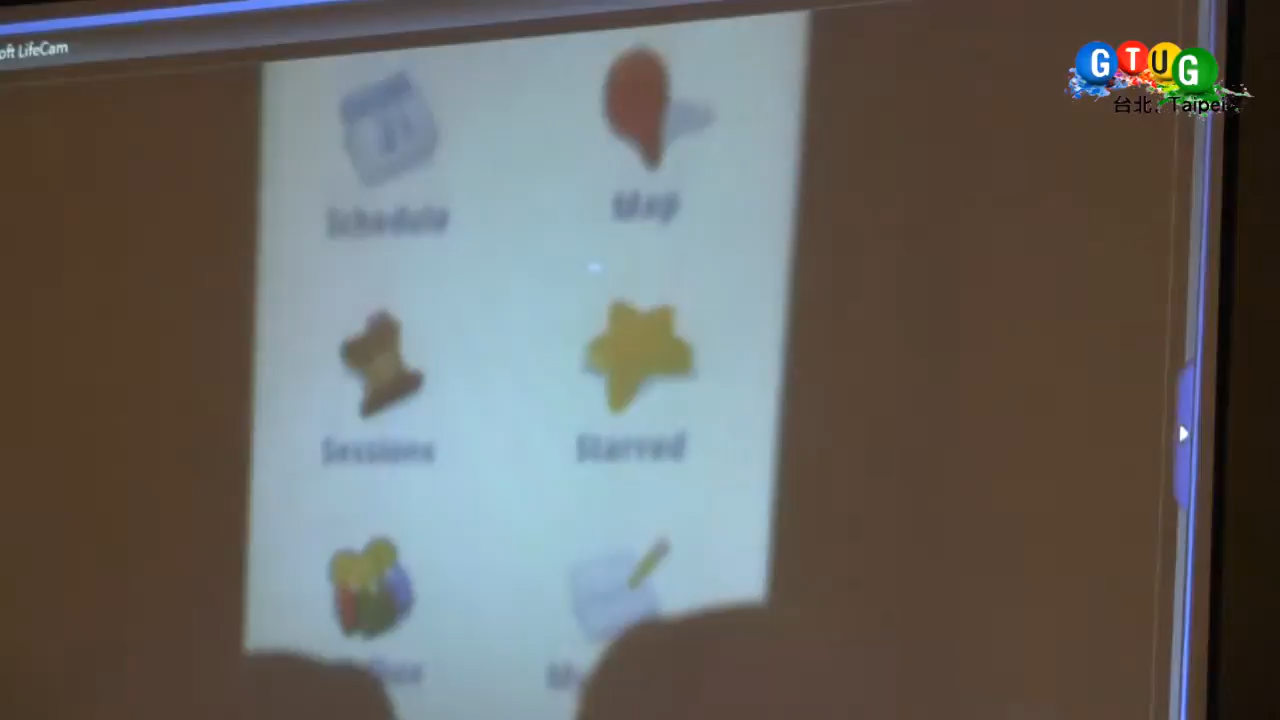 oft LifeCam
GTUG
台北, Taipei
Schedule
Map
Sessions
Starred